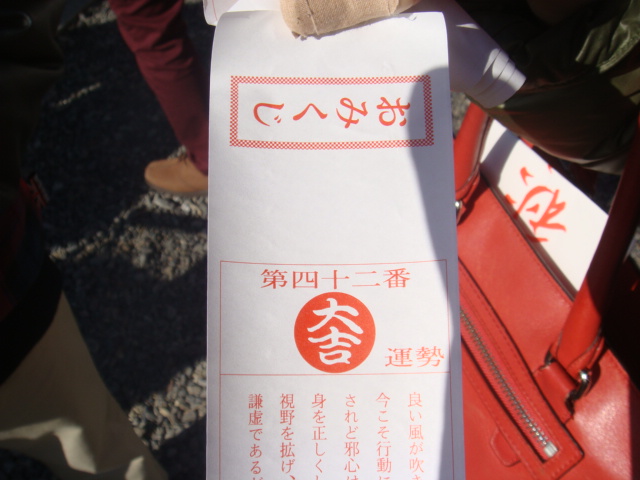 おみくじ
第四十二番
大吉
運勢
良い風が吹き
今こそ行動に
されど邪心は
身を正しくし
視野を拡げ、
謙虚である